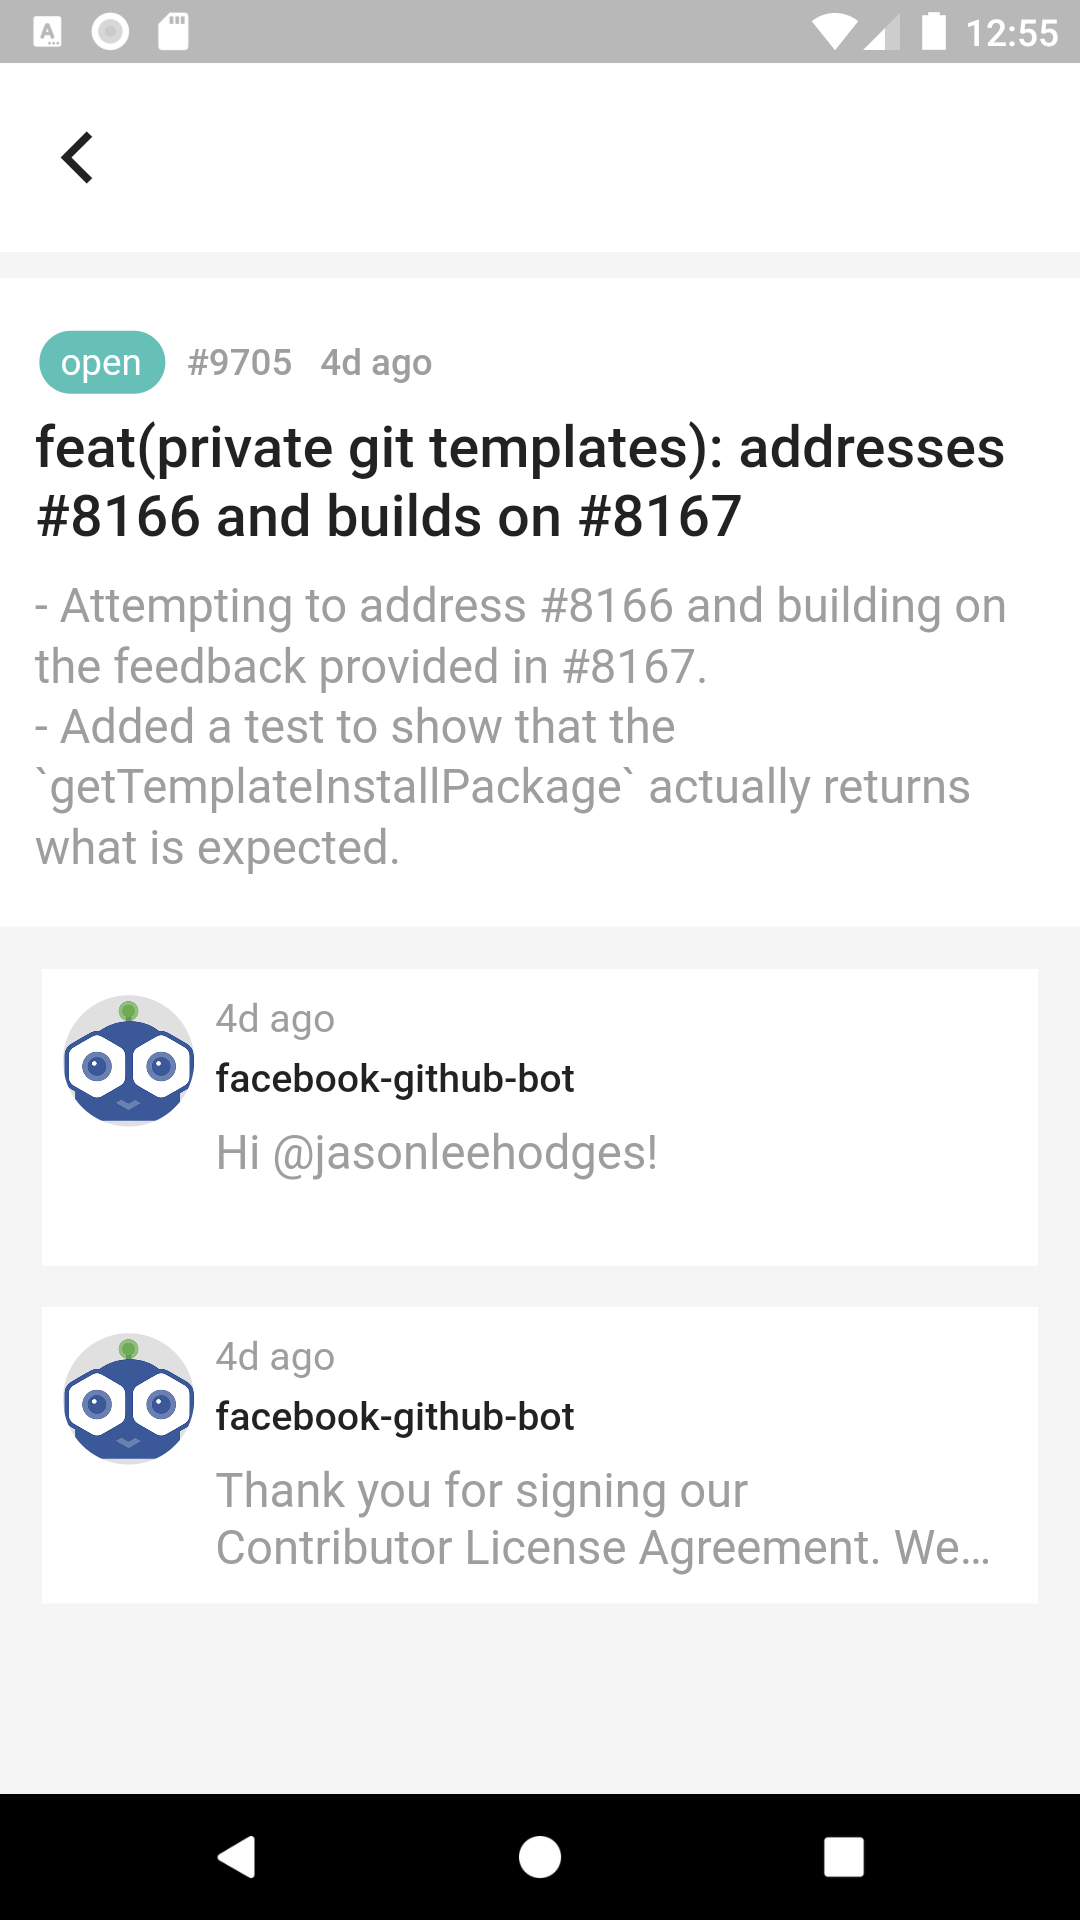 12:55
open #9705 4d ago
feat(private git templates): addresses
#8166 and builds on #8167
- Attempting to address #8166 and building on
the feedback provided in #8167.
- Added a test to show that the
`getTemplateInstallPackage` actually returns
what is expected.
4d ago
facebook-github-bot
Hi @jasonleehodges!
4d ago
facebook-github-bot
Thank you for signing our
Contributor License Agreement. We…